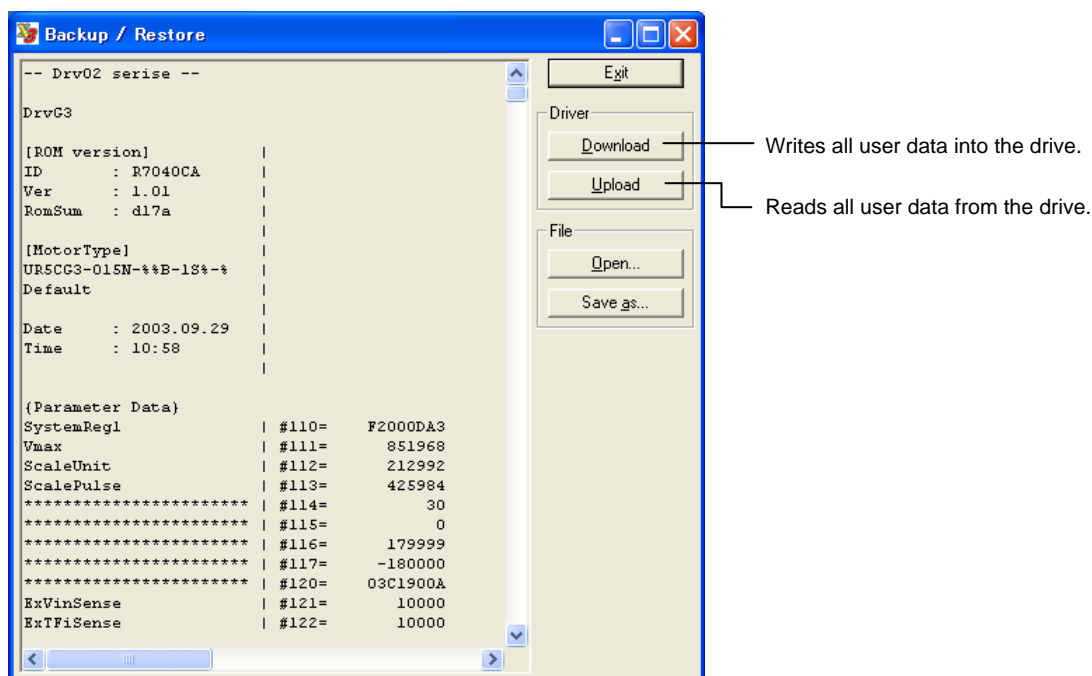 Backup / Restore
-- Drv02 serise --
DrvG3
[ROM version] |
ID : R7040CA |
Ver : 1.01 |
RomSum : d17a |
|
[MotorType] |
UR5CG3-015N-%%B-1S%-% |
Default |
|
Date : 2003.09.29 |
Time : 10:58 |
|
{Parameter Data}
SystemReg1 | #110= F2000DA3
Vmax | #111= 851968
ScaleUnit | #112= 212992
ScalePulse | #113= 425984
*********************** | #114= 30
*********************** | #115= 0
*********************** | #116= 179999
*********************** | #117= -180000
*********************** | #120= 03C1900A
ExVinSense | #121= 10000
ExTFiSense | #122= 10000
Exit
Driver
Download
Upload
File
Open...
Save as...
Writes all user data into the drive.
Reads all user data from the drive.